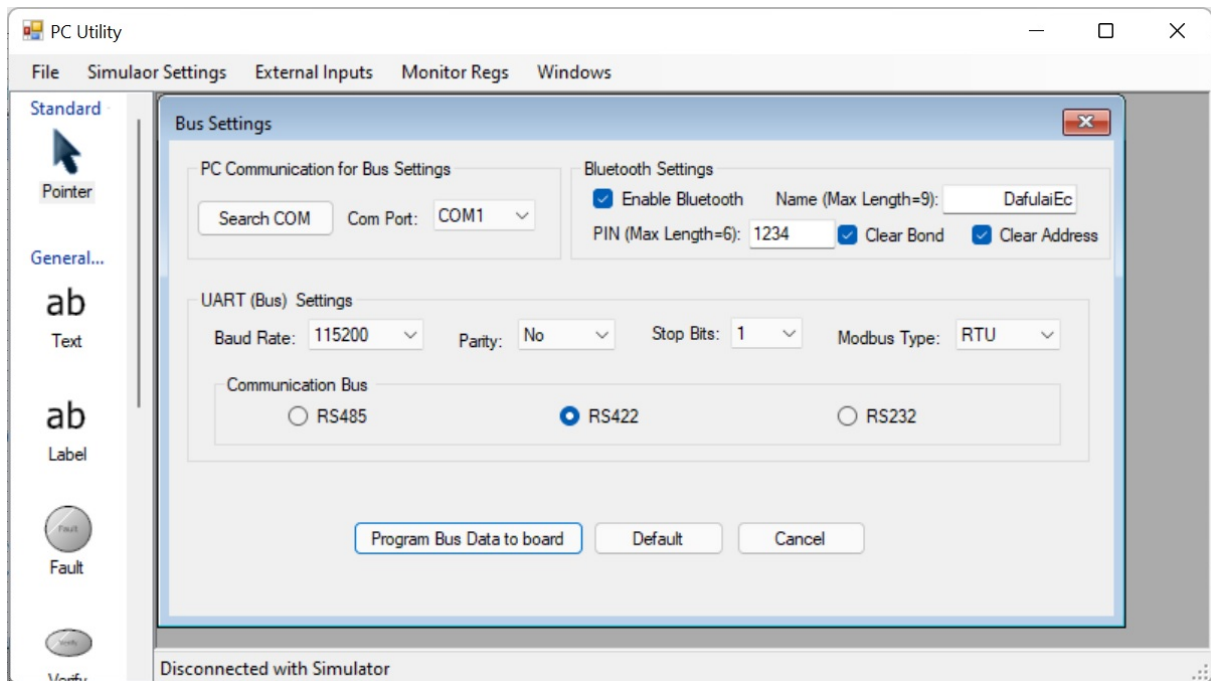 PC Utility
File Simulaor Settings External Inputs Monitor Regs Windows
Standard
Pointer
General...
ab
Text
ab
Label
Fault
Fault
Verify
Verify
Bus Settings
PC Communication for Bus Settings
Search COM Com Port: COM1
Bluetooth Settings
Enable Bluetooth Name (Max Length=9): DafulaiEc
PIN (Max Length=6): 1234 Clear Bond Clear Address
UART (Bus) Settings
Baud Rate: 115200 Parity: No Stop Bits: 1 Modbus Type: RTU
Communication Bus
RS485 RS422 RS232
Program Bus Data to board Default Cancel
Disconnected with Simulator